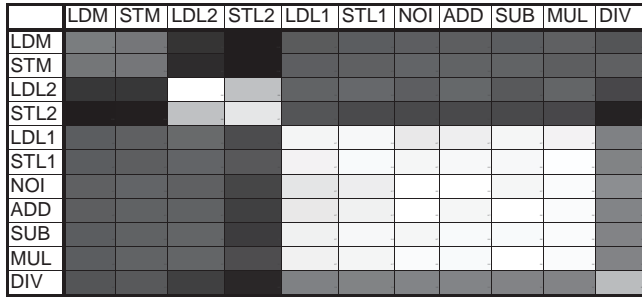 LDM STM LDL2 STL2 LDL1 STL1 NOI ADD SUB MUL DIV
LDM
STM
LDL2
STL2
LDL1
STL1
NOI
ADD
SUB
MUL
DIV